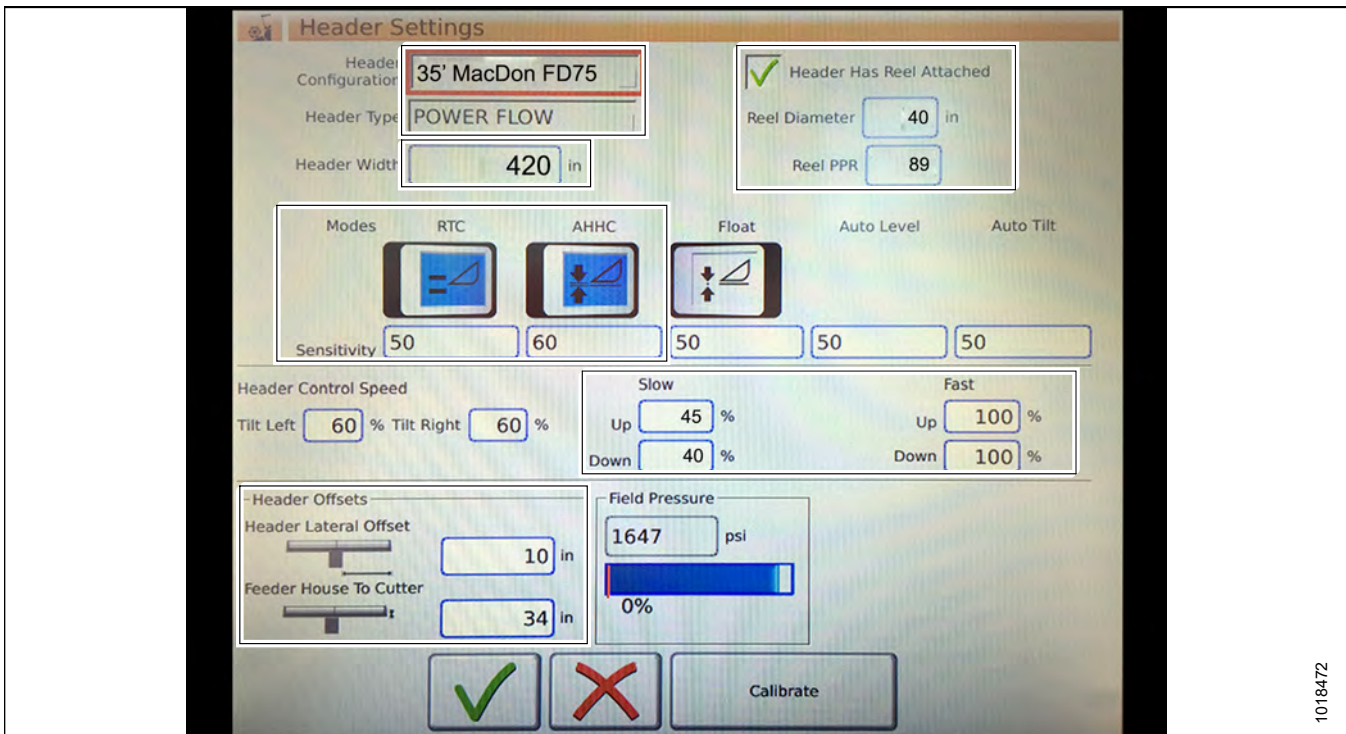 Header Settings
Header Configuration 35' MacDon FD75
Header Type POWER FLOW
Header Width 420 in
Header Has Reel Attached
Reel Diameter 40 in
Reel PPR 89
Modes RTC AHHC Float Auto Level Auto Tilt
Sensitivity 50 60 50 50 50
Header Control Speed
Tilt Left 60 % Tilt Right 60 %
Slow Fast
Up 45 % Up 100 %
Down 40 % Down 100 %
Header Offsets
Header Lateral Offset
10 in
Feeder House To Cutter
34 in
Field Pressure
1647 psi
0%
Calibrate
1018472